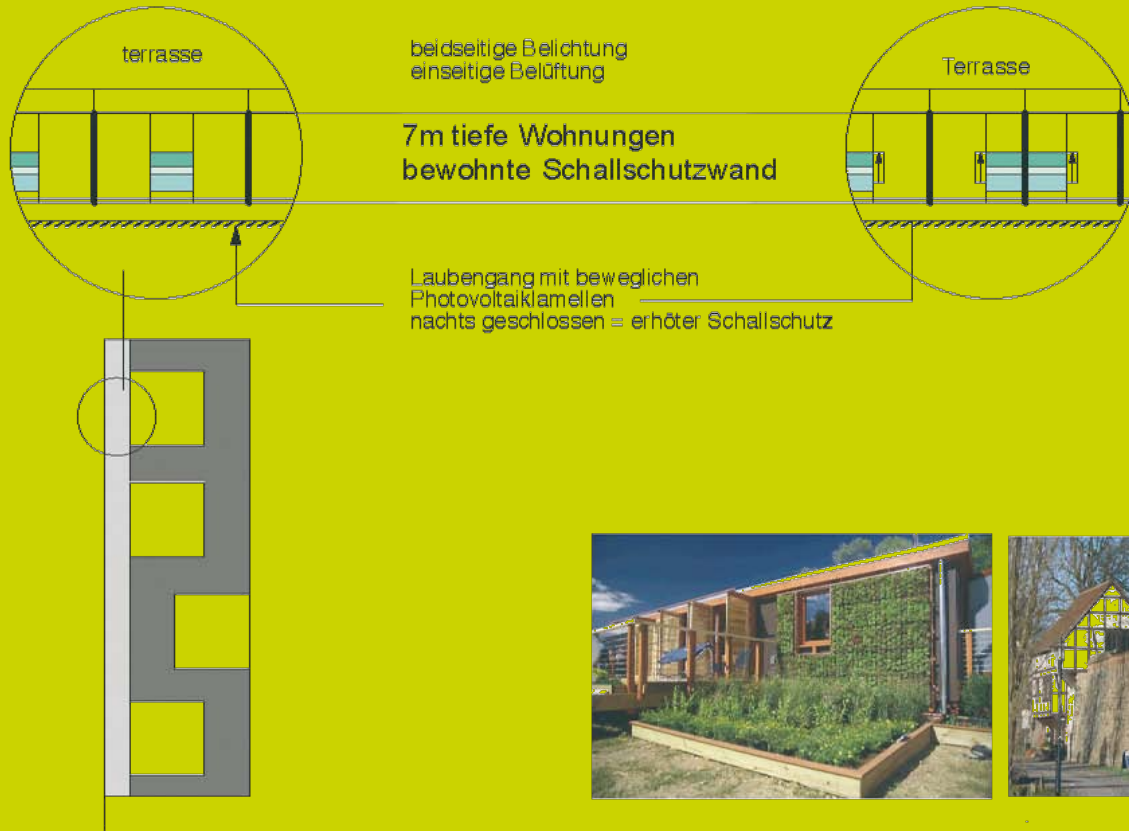 terrasse
beidseitige Belichtung
einseitige Belüftung
Terrasse
7m tiefe Wohnungen
bewohnte Schallschutzwand
Laubengang mit beweglichen
Photovoltaiklamellen
nachts geschlossen = erhöter Schallschutz